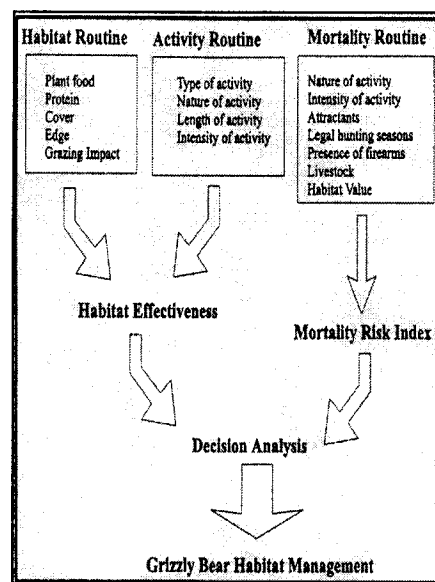 Habitat Routine
Activity Routine
Mortality Routine
Plant food
Protein
Cover
Edge
Grazing Impact
Type of activity
Nature of activity
Length of activity
Intensity of activity
Nature of activity
Intensity of activity
Attractants
Legal hunting seasons
Presence of firearms
Livestock
Habitat Value
Habitat Effectiveness
Mortality Risk Index
Decision Analysis
Grizzly Bear Habitat Management